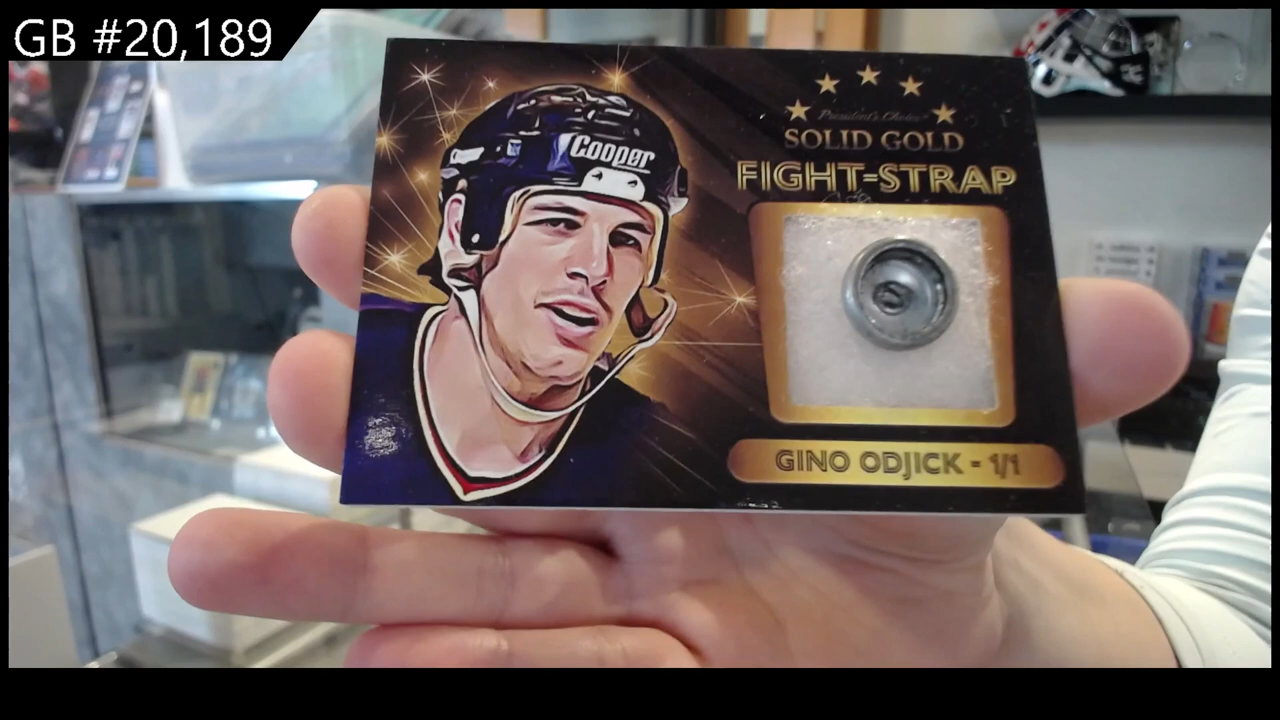 GB #20,189
Cooper
President's Choice
SOLID GOLD
FIGHT-STRAP
GINO ODJICK - 1/1